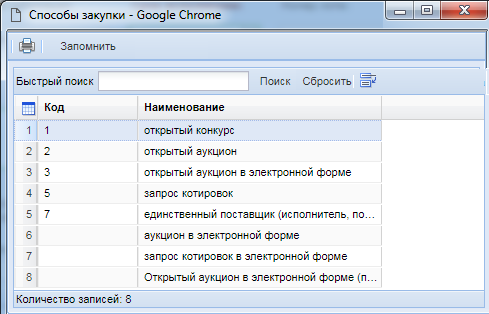 Способы закупки - Google Chrome
Запомнить
Быстрый поиск Поиск Сбросить
Код Наименование
1 1 открытый конкурс
2 2 открытый аукцион
3 3 открытый аукцион в электронной форме
4 5 запрос котировок
5 7 единственный поставщик (исполнитель, по...
6 аукцион в электронной форме
7 запрос котировок в электронной форме
8 Открытый аукцион в электронной форме (п...
Количество записей: 8